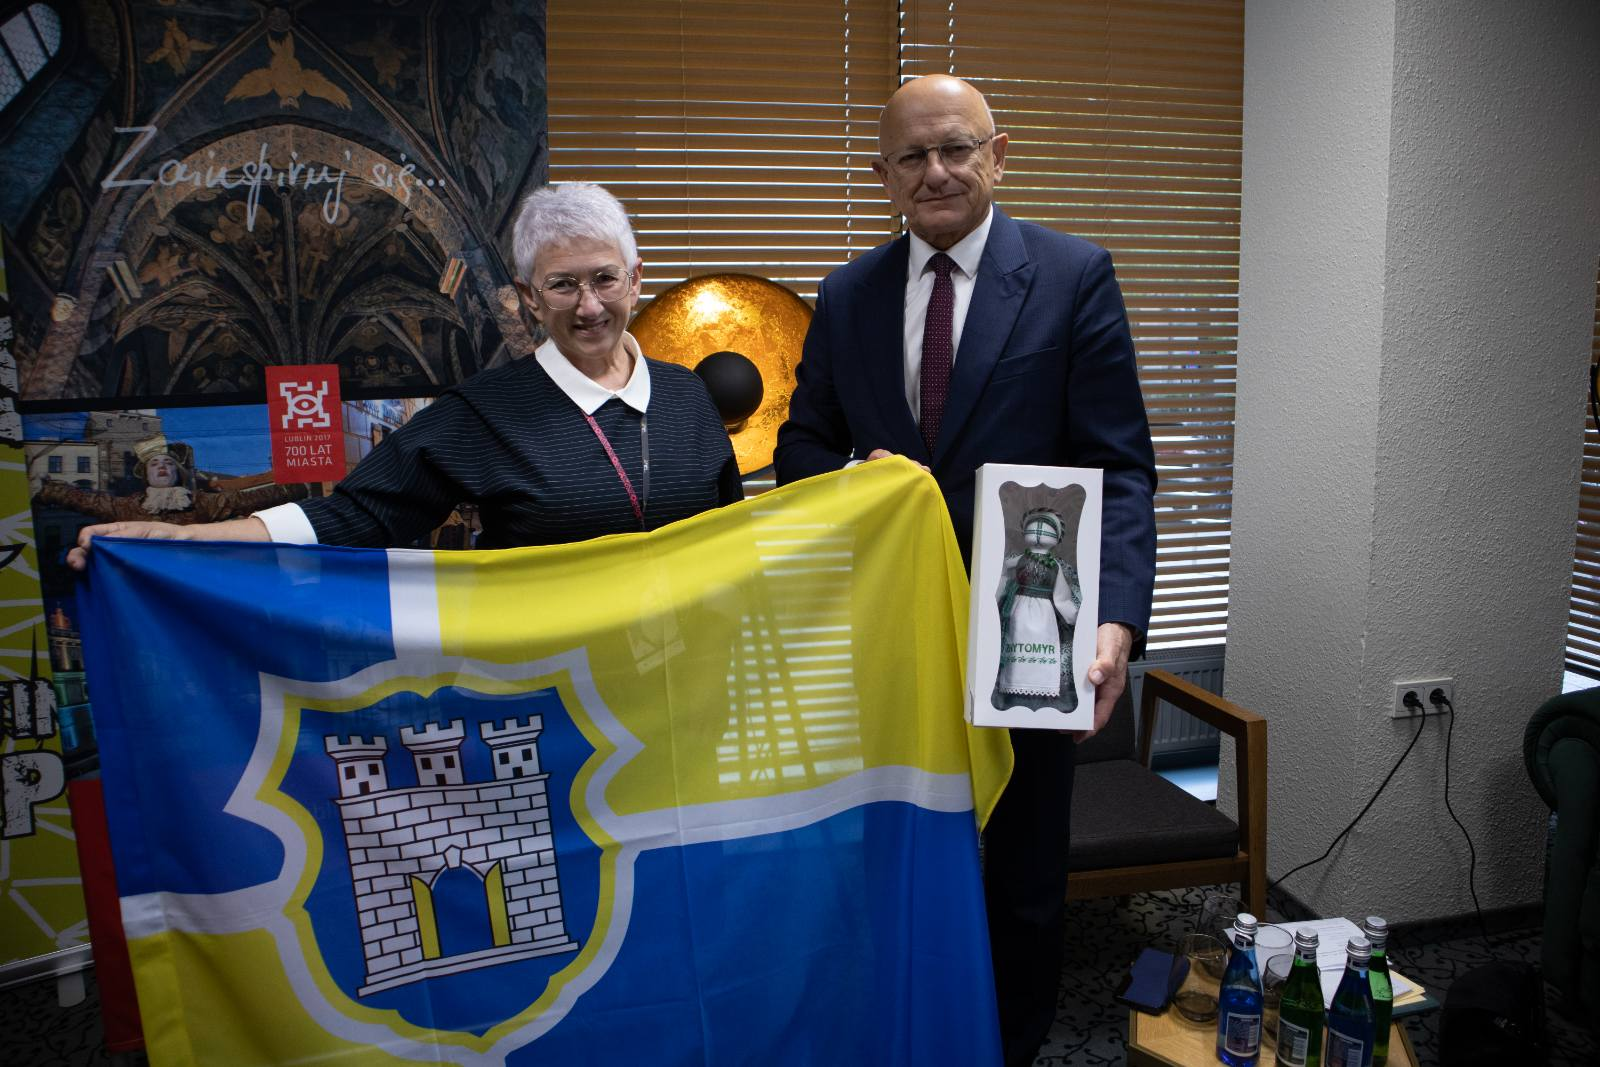 Zainspiruj się...
LUBLIN 2017
700 LAT
MIASTA
ZHYTOMYR